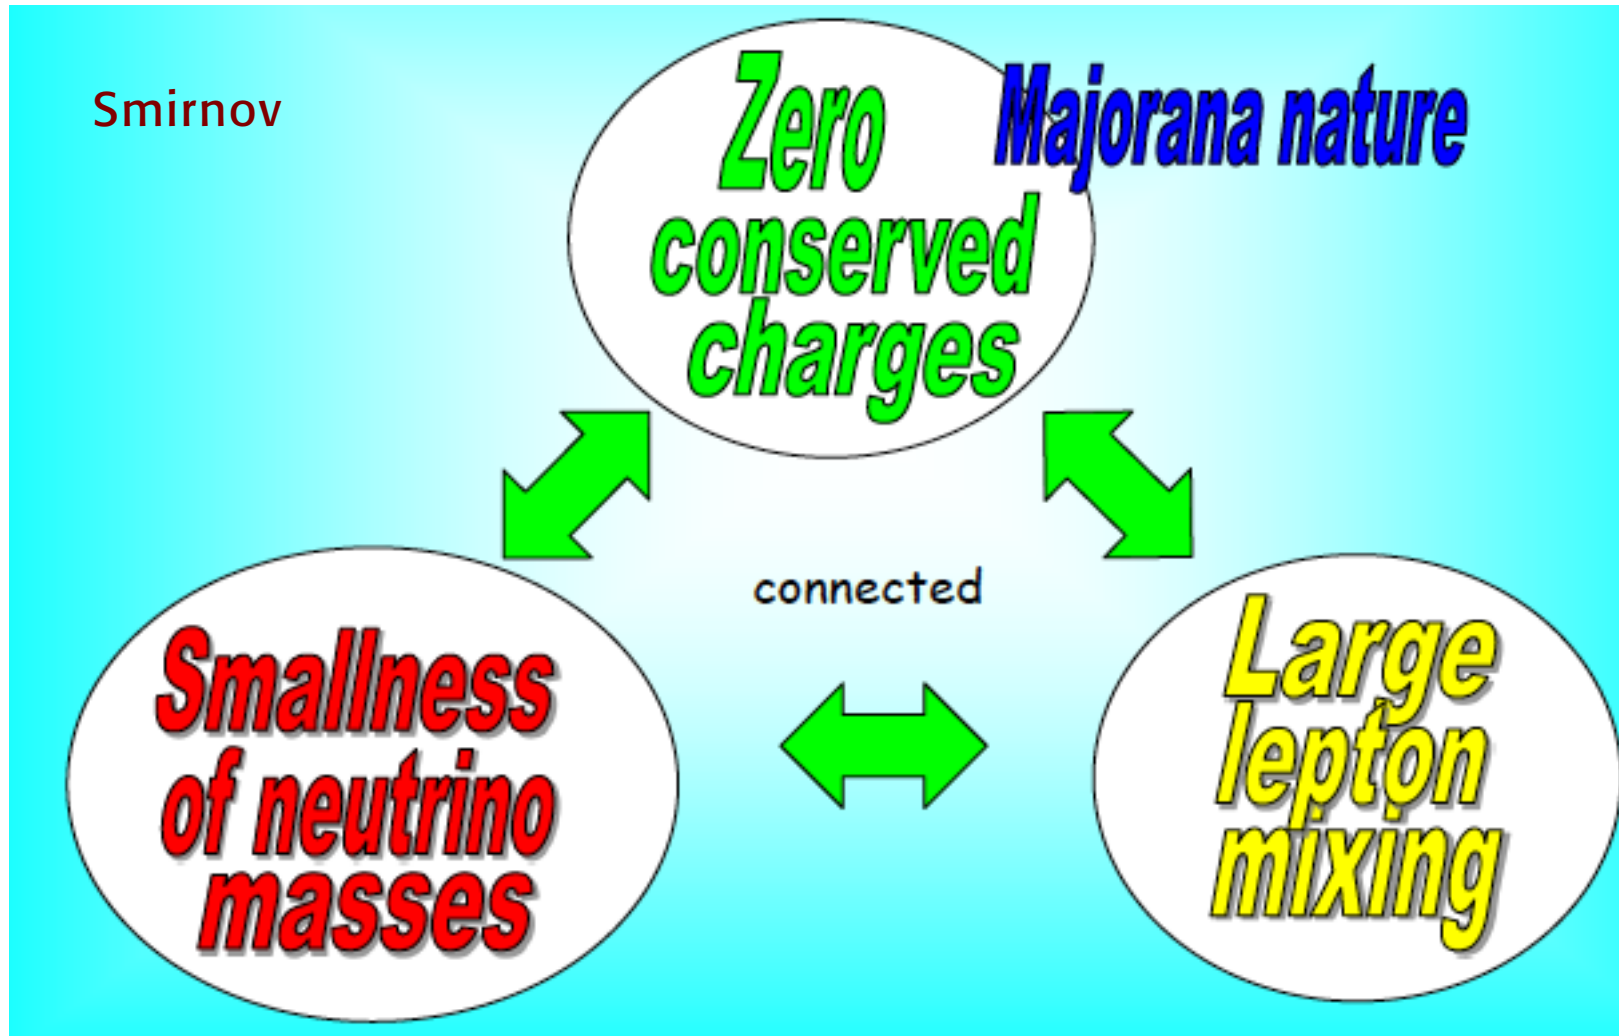 Smirnov
Zero
conserved
charges
Majorana nature
connected
Smallness
of neutrino
masses
Large
lepton
mixing